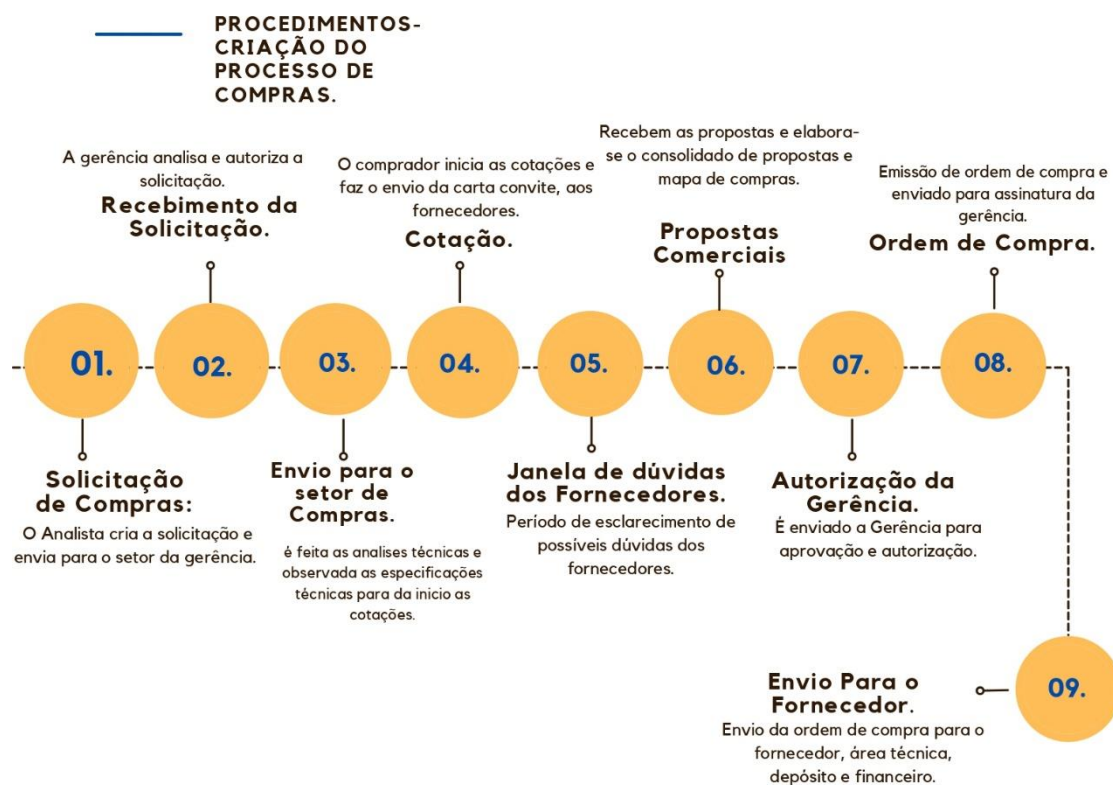 PROCEDIMENTOS-
CRIAÇÃO DO
PROCESSO DE
COMPRAS.
A gerência analisa e autoriza a
solicitação.
Recebimento da
Solicitação.
O comprador inicia as cotações e
faz o envio da carta convite, aos
fornecedores.
Cotação.
Recebem as propostas e elabora-
se o consolidado de propostas e
mapa de compras.
Propostas
Comerciais
Emissão de ordem de compra e
enviado para assinatura da
gerência.
Ordem de Compra.
01.
02.
03.
04.
05.
06.
07.
08.
Solicitação
de Compras:
O Analista cria a solicitação e
envia para o setor da gerência.
Envio para o
setor de
Compras.
é feita as analises técnicas e
observada as especificações
técnicas para da inicio as
cotações.
Janela de dúvidas
dos Fornecedores.
Período de esclarecimento de
possíveis dúvidas dos
fornecedores.
Autorização da
Gerência.
É enviado a Gerência para
aprovação e autorização.
09.
Envio Para o
Fornecedor.
Envio da ordem de compra para o
fornecedor, área técnica,
depósito e financeiro.